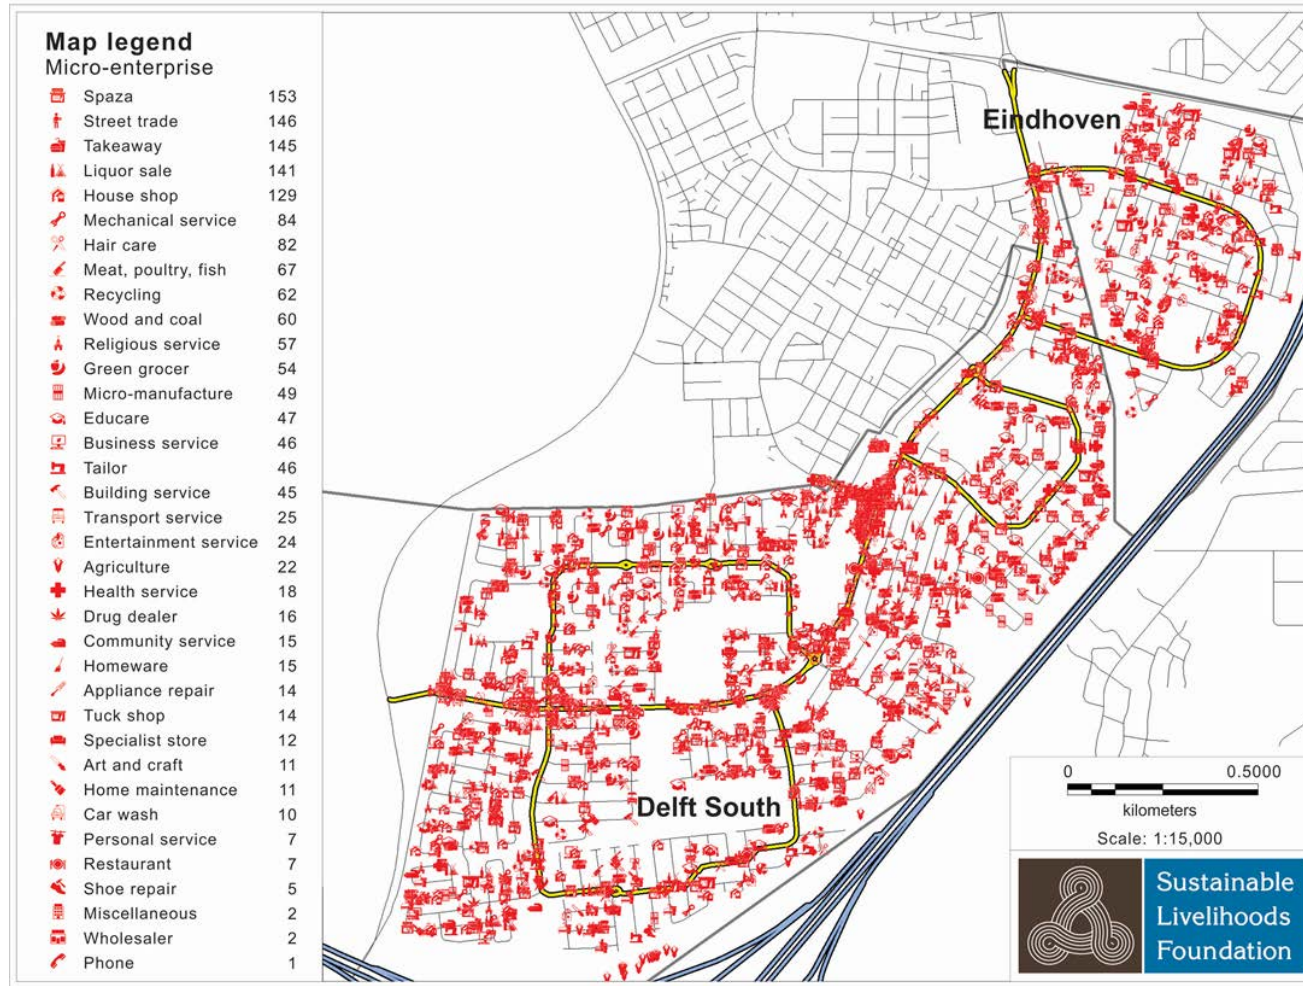 Map legend
Micro-enterprise
Spaza 153
Street trade 146
Takeaway 145
Liquor sale 141
House shop 129
Mechanical service 84
Hair care 82
Meat, poultry, fish 67
Recycling 62
Wood and coal 60
Religious service 57
Green grocer 54
Micro-manufacture 49
Educare 47
Business service 46
Tailor 46
Building service 45
Transport service 25
Entertainment service 24
Agriculture 22
Health service 18
Drug dealer 16
Community service 15
Homeware 15
Appliance repair 14
Tuck shop 14
Specialist store 12
Art and craft 11
Home maintenance 11
Car wash 10
Personal service 7
Restaurant 7
Shoe repair 5
Miscellaneous 2
Wholesaler 2
Phone 1
Eindhoven
Delft South
0 0.5000
kilometers
Scale: 1:15,000
Sustainable
Livelihoods
Foundation